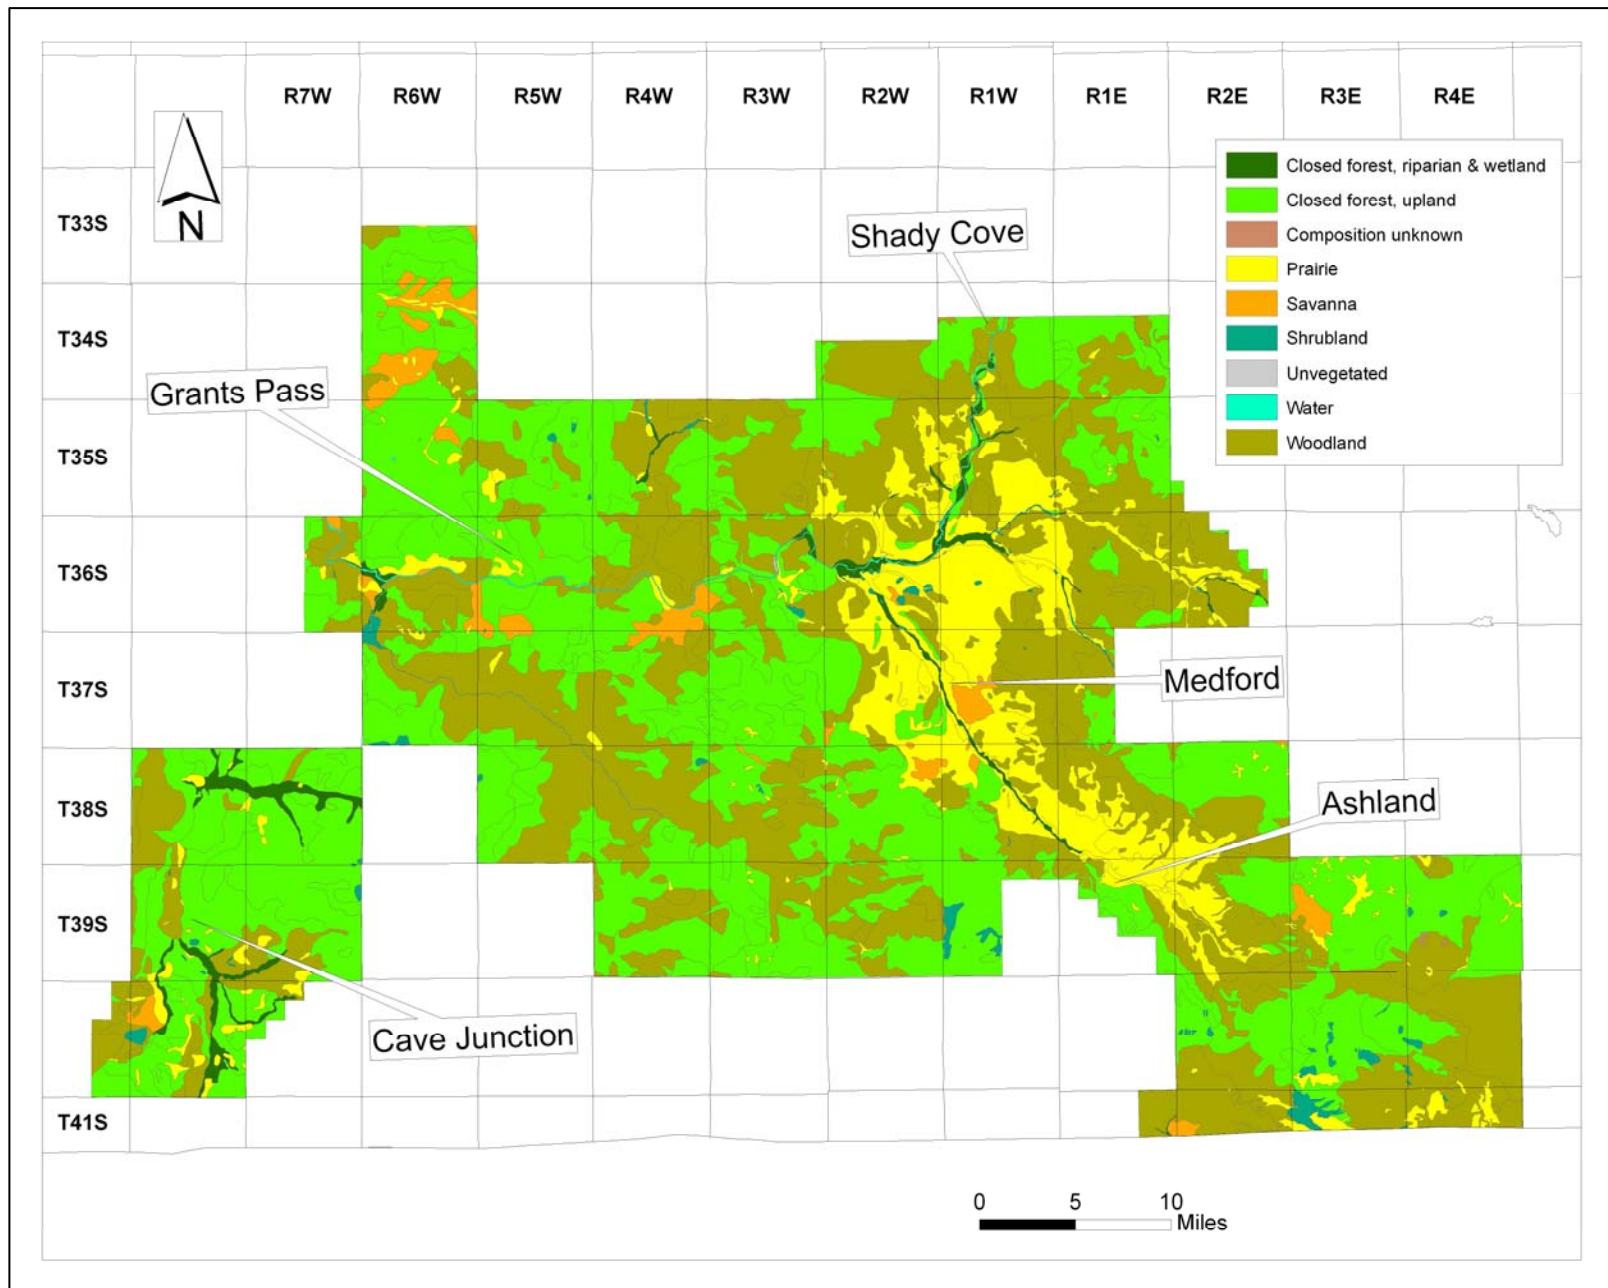 R7W R6W R5W R4W R3W R2W R1W R1E R2E R3E R4E
N
Closed forest, riparian & wetland
Closed forest, upland
Composition unknown
Prairie
Savanna
Shrubland
Unvegetated
Water
Woodland
T33S
Shady Cove
T34S
Grants Pass
T35S
T36S
T37S
Medford
T38S
Ashland
T39S
Cave Junction
T41S
0 5 10
Miles